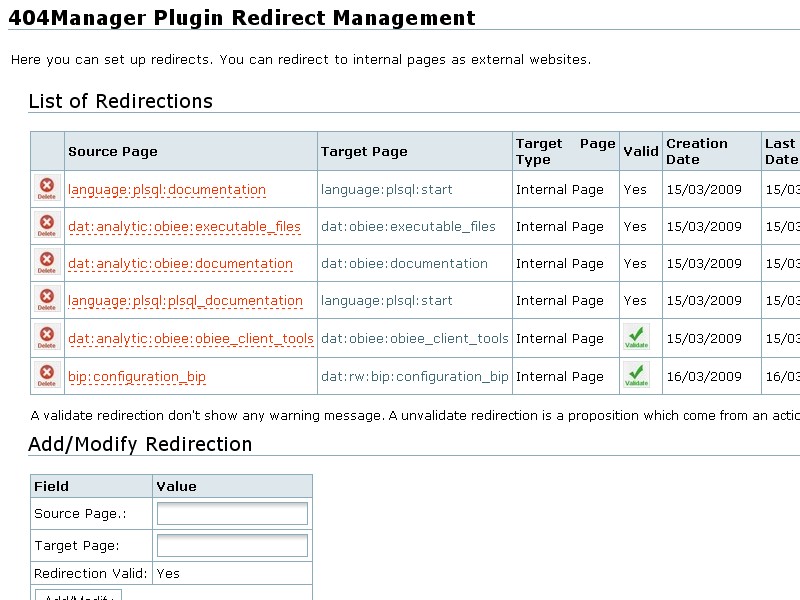 404Manager Plugin Redirect Management
Here you can set up redirects. You can redirect to internal pages as external websites.
List of Redirections
Source Page Target Page Target Page Type Valid Creation Date Last Date
Delete language:plsql:documentation language:plsql:start Internal Page Yes 15/03/2009 15/03
Delete dat:analytic:obiee:executable_files dat:obiee:executable_files Internal Page Yes 15/03/2009 15/03
Delete dat:analytic:obiee:documentation dat:obiee:documentation Internal Page Yes 15/03/2009 15/03
Delete language:plsql:plsql_documentation language:plsql:start Internal Page Yes 15/03/2009 15/03
Delete dat:analytic:obiee:obiee_client_tools dat:obiee:obiee_client_tools Internal Page Validate 15/03/2009 15/03
Delete bip:configuration_bip dat:rw:bip:configuration_bip Internal Page Validate 16/03/2009 16/03
A validate redirection don't show any warning message. A unvalidate redirection is a proposition which come from an actio
Add/Modify Redirection
Field Value
Source Page.:
Target Page:
Redirection Valid: Yes
Add/Modify